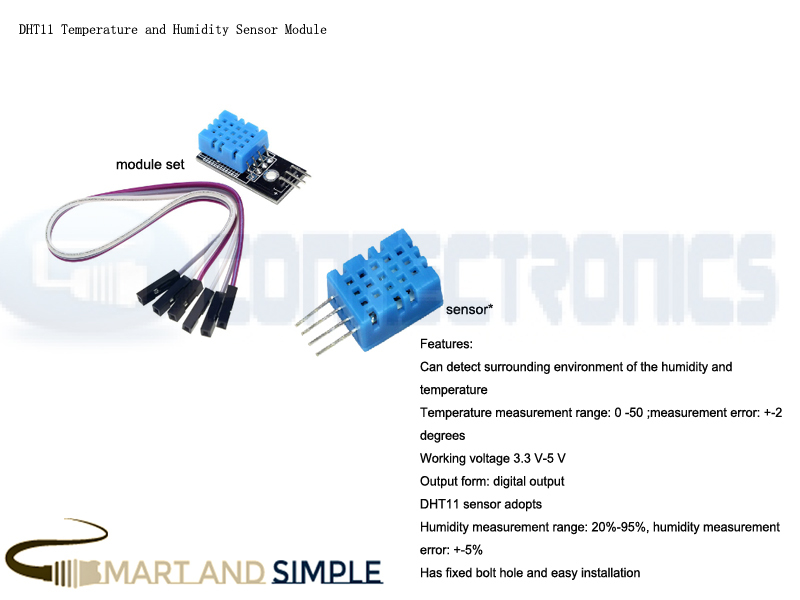 DHT11 Temperature and Humidity Sensor Module
module set
CONNECTRONICS
sensor*
Features:
Can detect surrounding environment of the humidity and
temperature
Temperature measurement range: 0 -50 ;measurement error: +-2
degrees
Working voltage 3.3 V-5 V
Output form: digital output
DHT11 sensor adopts
Humidity measurement range: 20%-95%, humidity measurement
error: +-5%
Has fixed bolt hole and easy installation
SMART AND SIMPLE